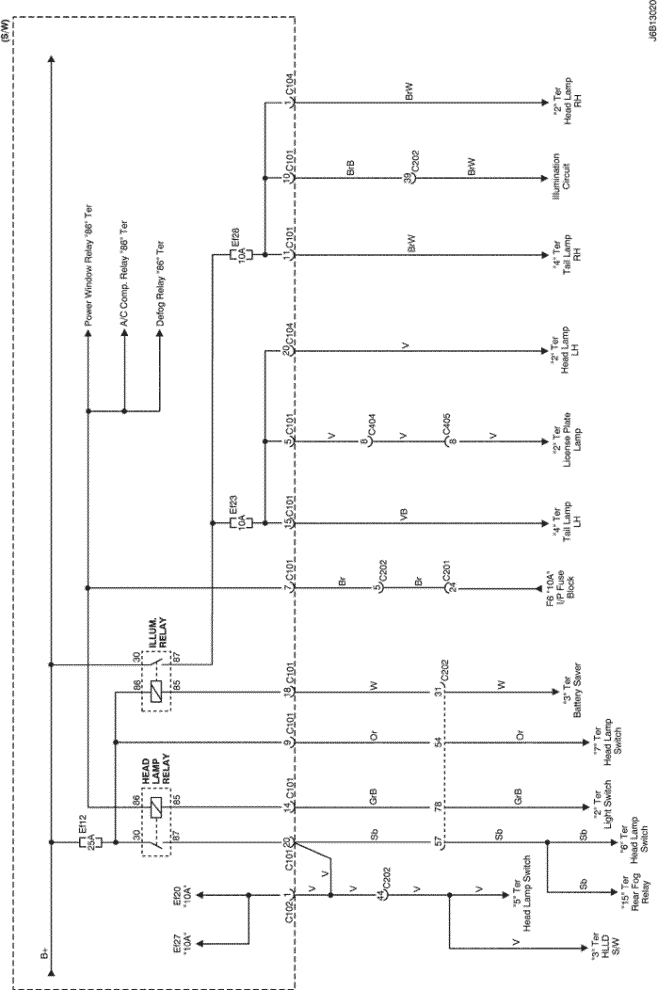 (S/W)
J6B1302O
B+
Power Window Relay "86" Ter
A/C Comp. Relay "86" Ter
Defog Relay "86" Ter
Ef12
25A
HEAD
LAMP
RELAY
30
86
87
85
ILLUM.
RELAY
86
30
85
87
Ef23
10A
Ef28
10A
Ef27
"10A"
Ef20
"10A"
1
C102
20
C101
14
C101
9
C101
18
C101
7
C101
15
C101
5
C101
20
C104
11
C101
10
C101
1
C104
V
V
V
44
C202
V
V
V
Sb
57
Sb
Sb
Sb
GrB
78
GrB
Or
54
Or
W
31
C202
W
Br
5
C202
Br
24
C201
VB
V
8
C404
V
8
C405
V
V
BrW
BrB
39
C202
BrW
BrW
"3" Ter
HLLD
S/W
"5" Ter
Head Lamp Switch
"15" Ter
Rear Fog
Relay
"6" Ter
Head Lamp
Switch
"2" Ter
Light Switch
"7" Ter
Head Lamp
Switch
"3" Ter
Battery Saver
F6 "10A"
I/P Fuse
Block
"4" Ter
Tail Lamp
LH
"2" Ter
License Plate
Lamp
"2" Ter
Head Lamp
LH
"4" Ter
Tail Lamp
RH
Illumination
Circuit
"2" Ter
Head Lamp
RH